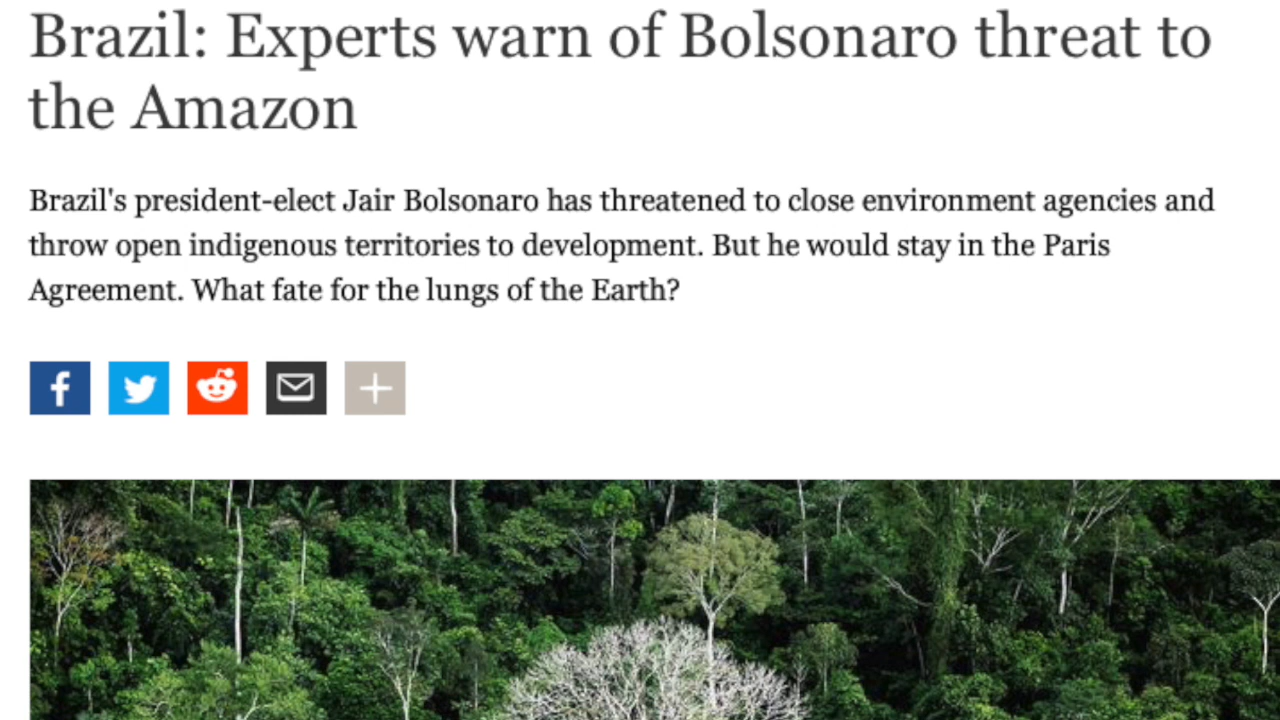 Brazil: Experts warn of Bolsonaro threat to
the Amazon
Brazil's president-elect Jair Bolsonaro has threatened to close environment agencies and
throw open indigenous territories to development. But he would stay in the Paris
Agreement. What fate for the lungs of the Earth?